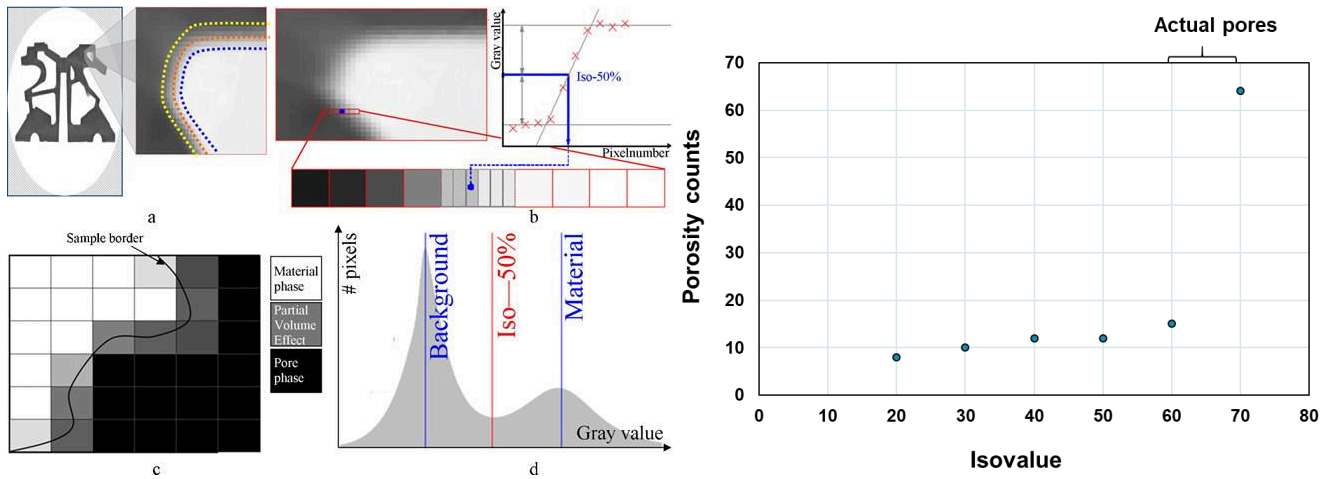 Gray value
Iso-50%
Pixelnumber
a
b
Sample border
Material
phase
Partial
Volume
Effect
Pore
phase
c
# pixels
Background
Iso—50%
Material
Gray value
d
Actual pores
Porosity counts
70
60
50
40
30
20
10
0
0 10 20 30 40 50 60 70 80
Isovalue